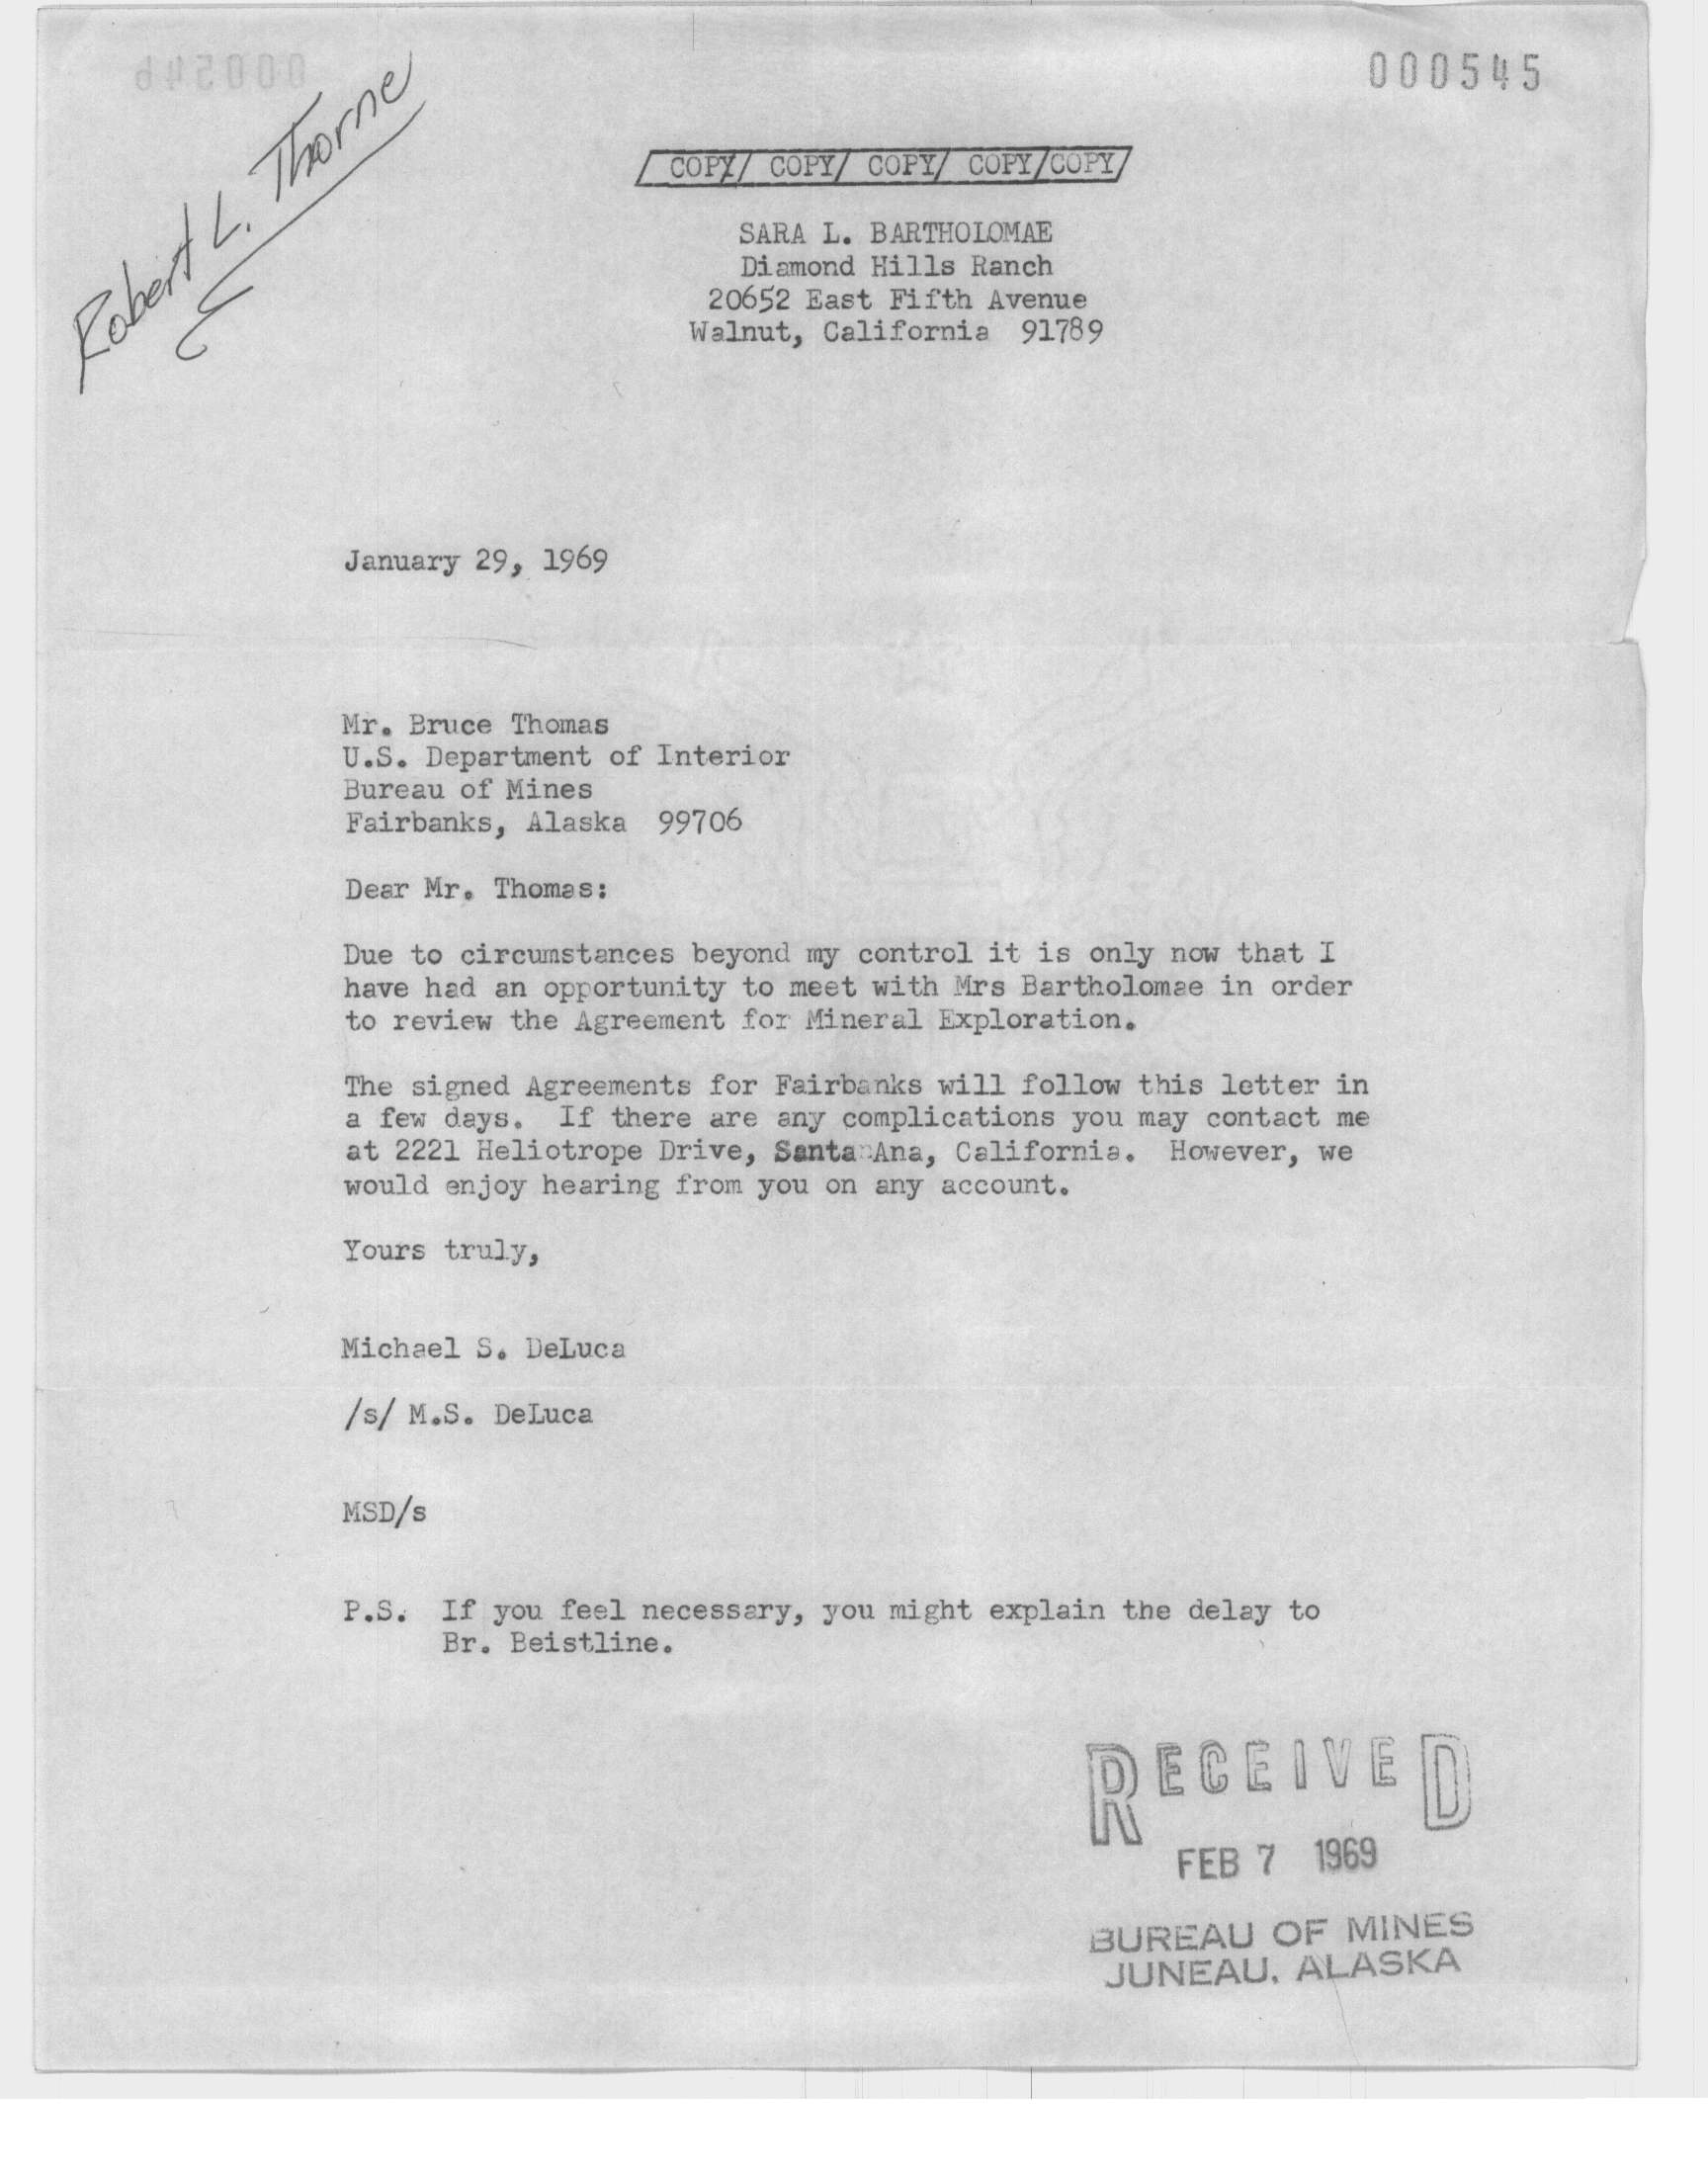 000545
Robert L. Thorne
/ COPY/ COPY/ COPY/ COPY/COPY/
SARA L. BARTHOLOMAE
Diamond Hills Ranch
20652 East Fifth Avenue
Walnut, California 91789
January 29, 1969
Mr. Bruce Thomas
U.S. Department of Interior
Bureau of Mines
Fairbanks, Alaska 99706
Dear Mr. Thomas:
Due to circumstances beyond my control it is only now that I
have had an opportunity to meet with Mrs Bartholomae in order
to review the Agreement for Mineral Exploration.
The signed Agreements for Fairbanks will follow this letter in
a few days. If there are any complications you may contact me
at 2221 Heliotrope Drive, Santa Ana, California. However, we
would enjoy hearing from you on any account.
Yours truly,
Michael S. DeLuca
/s/ M.S. DeLuca
MSD/s
P.S. If you feel necessary, you might explain the delay to
Br. Beistline.
RECEIVED
FEB 7 1969
BUREAU OF MINES
JUNEAU, ALASKA